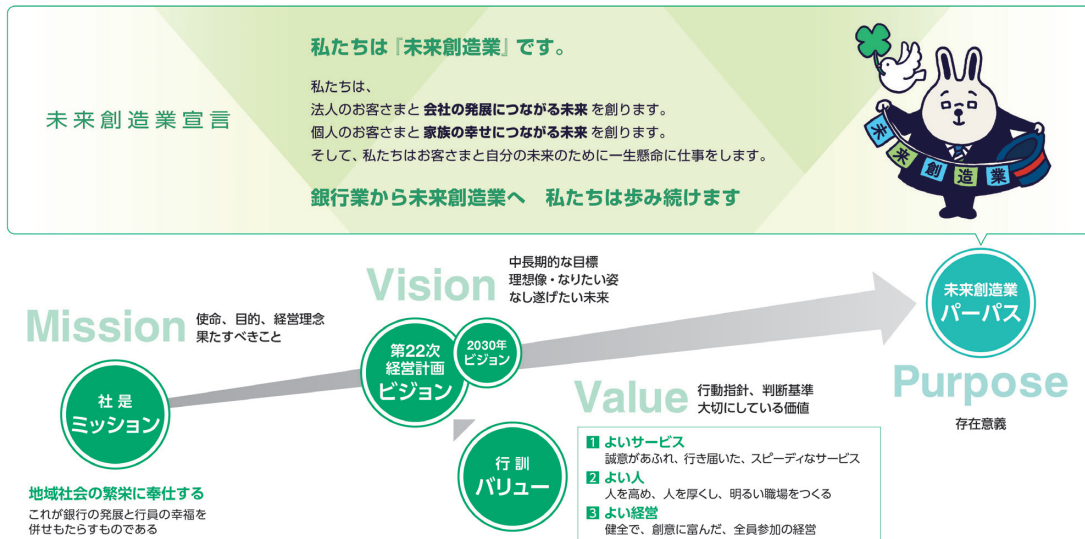 未来創造業宣言
私たちは『未来創造業』です。
私たちは、
法人のお客さまと 会社の発展につながる未来 を創ります。
個人のお客さまと 家族の幸せにつながる未来 を創ります。
そして、私たちはお客さまと自分の未来のために一生懸命に仕事をします。
銀行業から未来創造業へ　私たちは歩み続けます
未来創造業
Mission
使命、目的、経営理念
果たすべきこと
社是
ミッション
地域社会の繁栄に奉仕する
これが銀行の発展と行員の幸福を
併せもたらすものである
Vision
中長期的な目標
理想像・なりたい姿
なし遂げたい未来
第22次
経営計画
ビジョン
2030年
ビジョン
行訓
バリュー
Value
行動指針、判断基準
大切にしている価値
1 よいサービス
誠意があふれ、行き届いた、スピーディなサービス
2 よい人
人を高め、人を厚くし、明るい職場をつくる
3 よい経営
健全で、創意に富んだ、全員参加の経営
未来創造業
パーパス
Purpose
存在意義